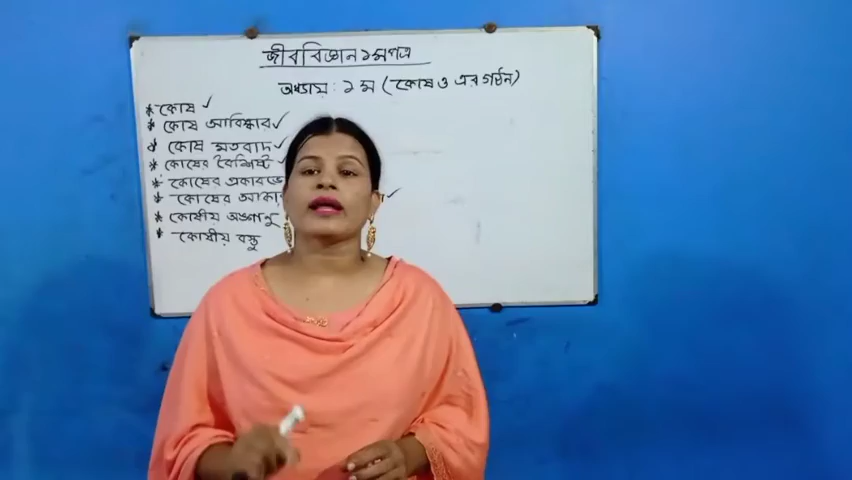 জীববিজ্ঞান ১মপত্র
অধ্যায় : ১ম (কোষ ও এর গঠন)
* কোষ ✓
* কোষ আবিষ্কার ✓
* কোষ মতবাদ ✓
* কোষের বৈশিষ্ট ✓
* কোষের প্রকারভে
* কোষের আকা
* কোষীয় অঙ্গানু
* কোষীয় বস্তু